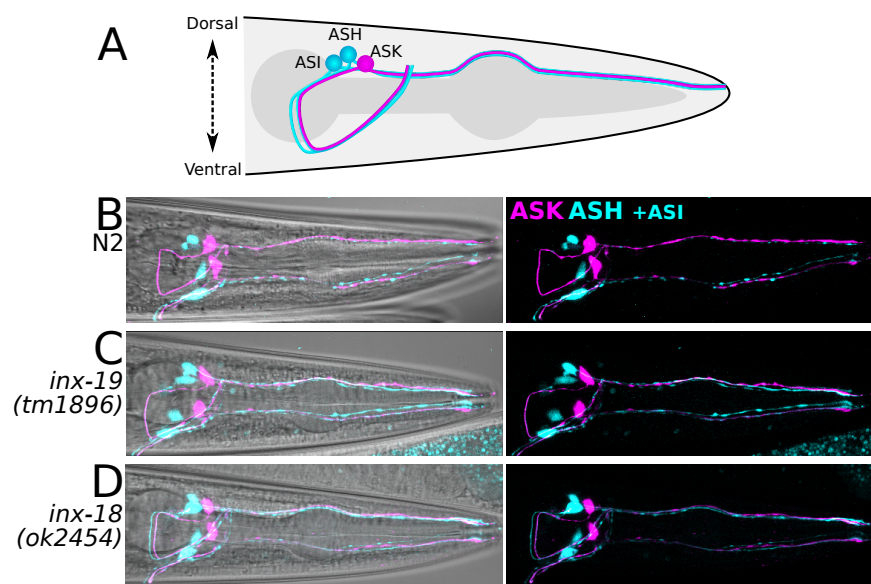 A
Dorsal
ASH
ASI
ASK
Ventral
B
N2
ASK ASH +ASI
C
inx-19
(tm1896)
D
inx-18
(ok2454)